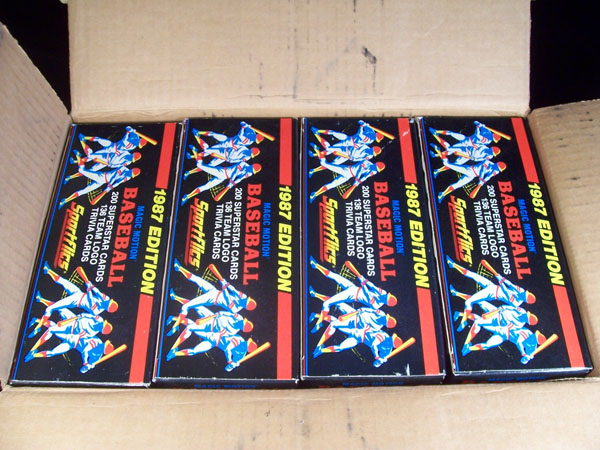 1987 EDITION
MAGIC MOTION
BASEBALL
200 SUPERSTAR CARDS
136 TEAM LOGO
TRIVIA CARDS
Sportflics
1987 EDITION
MAGIC MOTION
BASEBALL
200 SUPERSTAR CARDS
136 TEAM LOGO
TRIVIA CARDS
Sportflics
1987 EDITION
MAGIC MOTION
BASEBALL
200 SUPERSTAR CARDS
136 TEAM LOGO
TRIVIA CARDS
Sportflics
1987 EDITION
MAGIC MOTION
BASEBALL
200 SUPERSTAR CARDS
136 TEAM LOGO
TRIVIA CARDS
Sportflics